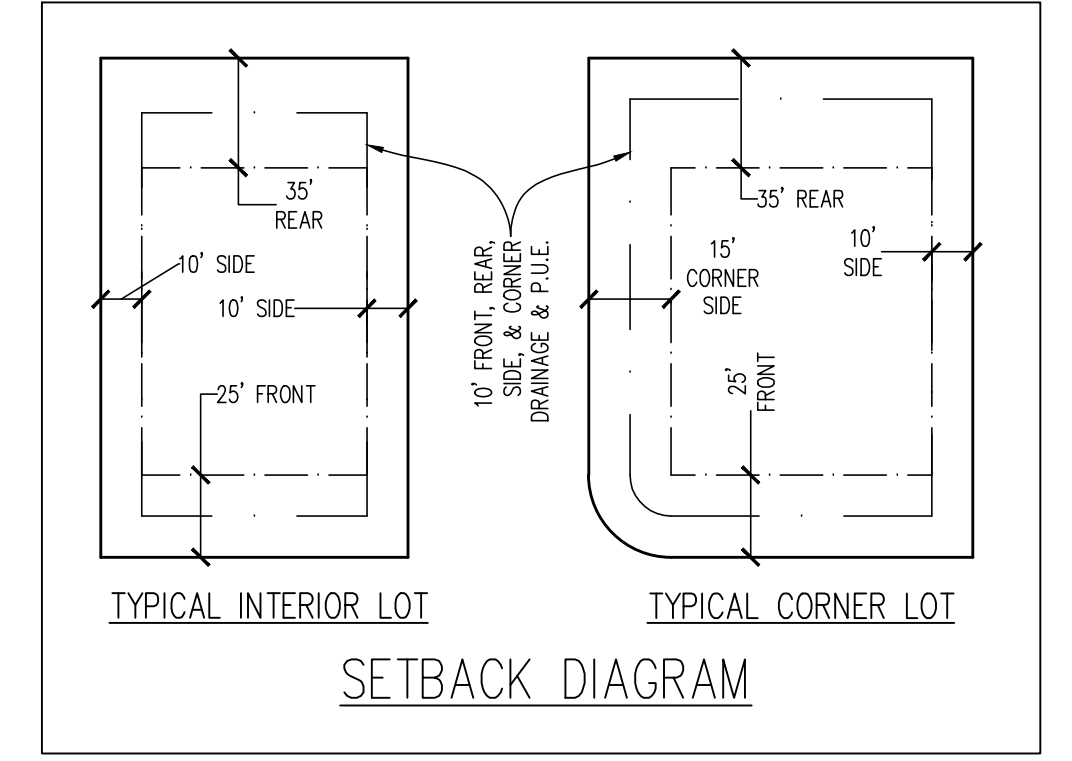 35'
REAR
10' SIDE
10' SIDE
25' FRONT
10' FRONT, REAR,
SIDE, & CORNER
DRAINAGE & P.U.E.
35' REAR
10'
SIDE
15'
CORNER
SIDE
25'
FRONT
TYPICAL INTERIOR LOT
TYPICAL CORNER LOT
SETBACK DIAGRAM